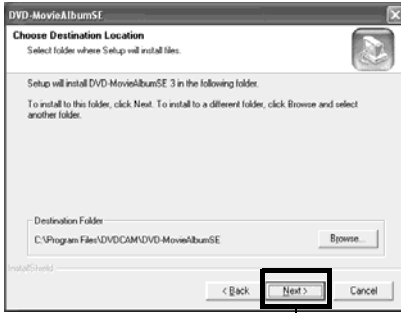 DVD-MovieAlbumSE
Choose Destination Location
Select folder where Setup will install files.
Setup will install DVD-MovieAlbumSE 3 in the following folder.
To install to this folder, click Next. To install to a different folder, click Browse and select
another folder.
Destination Folder
C:\Program Files\DVDCAM\DVD-MovieAlbumSE
Browse...
InstallShield
< Back
Next >
Cancel